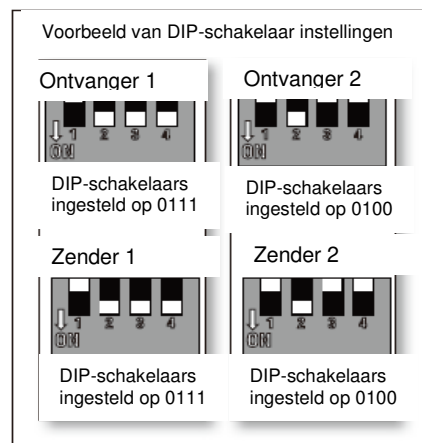 Voorbeeld van DIP-schakelaar instellingen
Ontvanger 1
1 2 3 4
ON
DIP-schakelaars
ingesteld op 0111
Ontvanger 2
1 2 3 4
ON
DIP-schakelaars
ingesteld op 0100
Zender 1
1 2 3 4
ON
DIP-schakelaars
ingesteld op 0111
Zender 2
1 2 3 4
ON
DIP-schakelaars
ingesteld op 0100